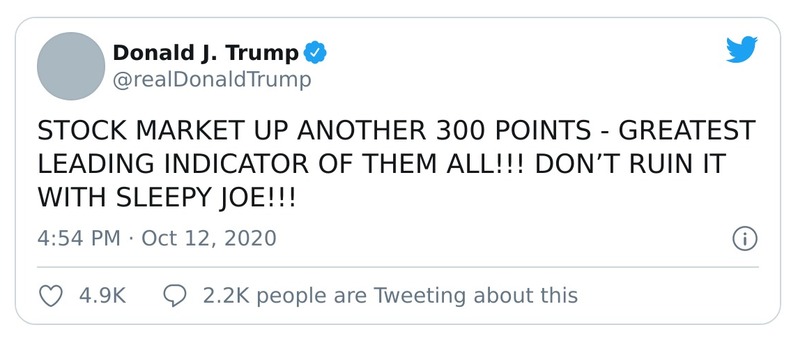 Donald J. Trump
@realDonaldTrump
STOCK MARKET UP ANOTHER 300 POINTS - GREATEST
LEADING INDICATOR OF THEM ALL!!! DON’T RUIN IT
WITH SLEEPY JOE!!!
4:54 PM · Oct 12, 2020
4.9K 2.2K people are Tweeting about this